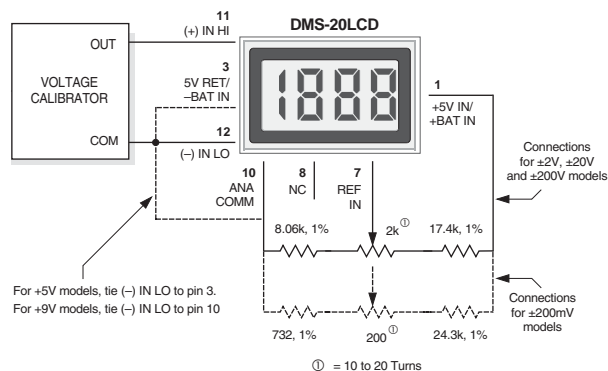 DMS-20LCD
11
(+) IN HI
OUT
VOLTAGE
CALIBRATOR
COM
3
5V RET/
–BAT IN
12
(–) IN LO
1888
1
+5V IN/
+BAT IN
10
ANA
COMM
8
NC
7
REF
IN
Connections
for ±2V, ±20V
and ±200V models
8.06k, 1%
2k①
17.4k, 1%
For +5V models, tie (–) IN LO to pin 3.
For +9V models, tie (–) IN LO to pin 10
Connections
for ±200mV
models
732, 1%
200①
24.3k, 1%
① = 10 to 20 Turns